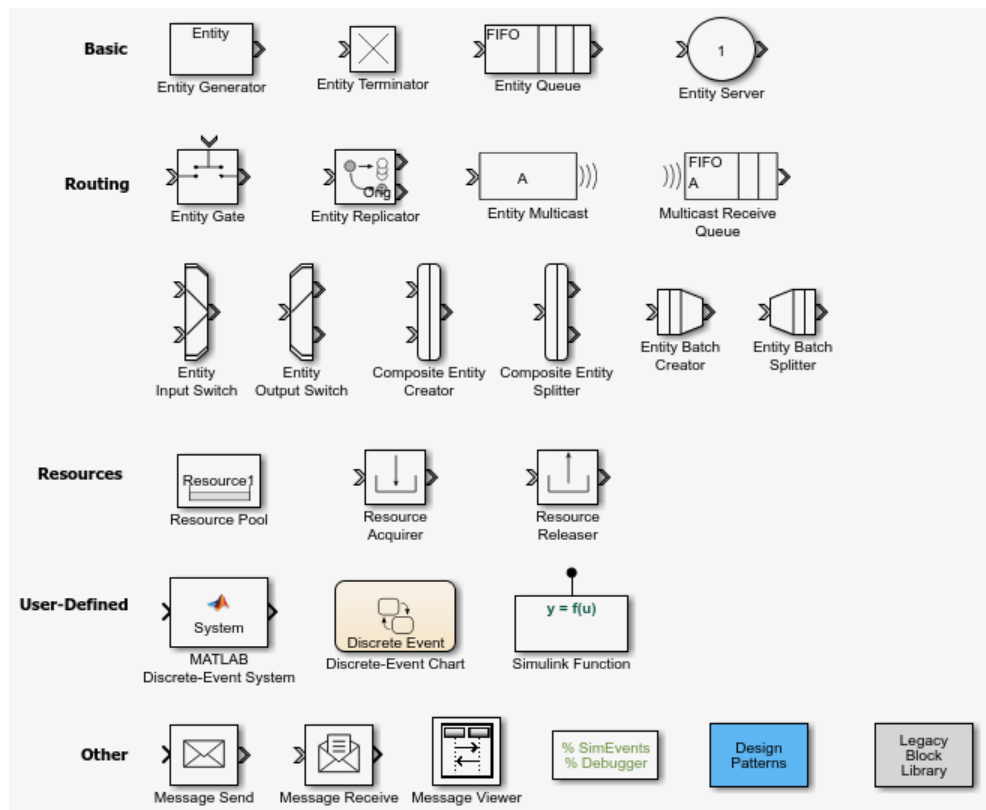 Basic
Entity
Entity Generator
Entity Terminator
FIFO
Entity Queue
1
Entity Server
Routing
Entity Gate
Orig
Entity Replicator
A
Entity Multicast
FIFO
A
Multicast Receive
Queue
Entity
Input Switch
Entity
Output Switch
Composite Entity
Creator
Composite Entity
Splitter
Entity Batch
Creator
Entity Batch
Splitter
Resources
Resource1
Resource Pool
Resource
Acquirer
Resource
Releaser
User-Defined
System
MATLAB
Discrete-Event System
Discrete Event
Discrete-Event Chart
y = f(u)
Simulink Function
Other
Message Send
Message Receive
Message Viewer
% SimEvents
% Debugger
Design
Patterns
Legacy
Block
Library